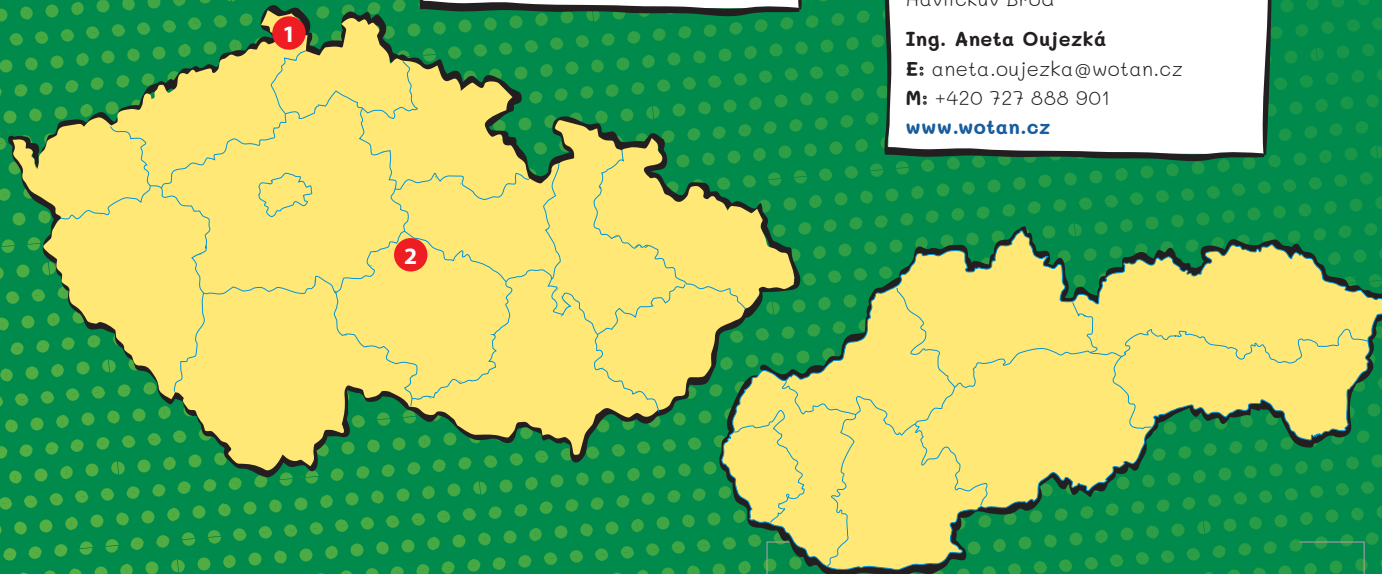 1
2
Havlíčkův Brod
Ing. Aneta Oujezká
E: aneta.oujezka@wotan.cz
M: +420 727 888 901
www.wotan.cz